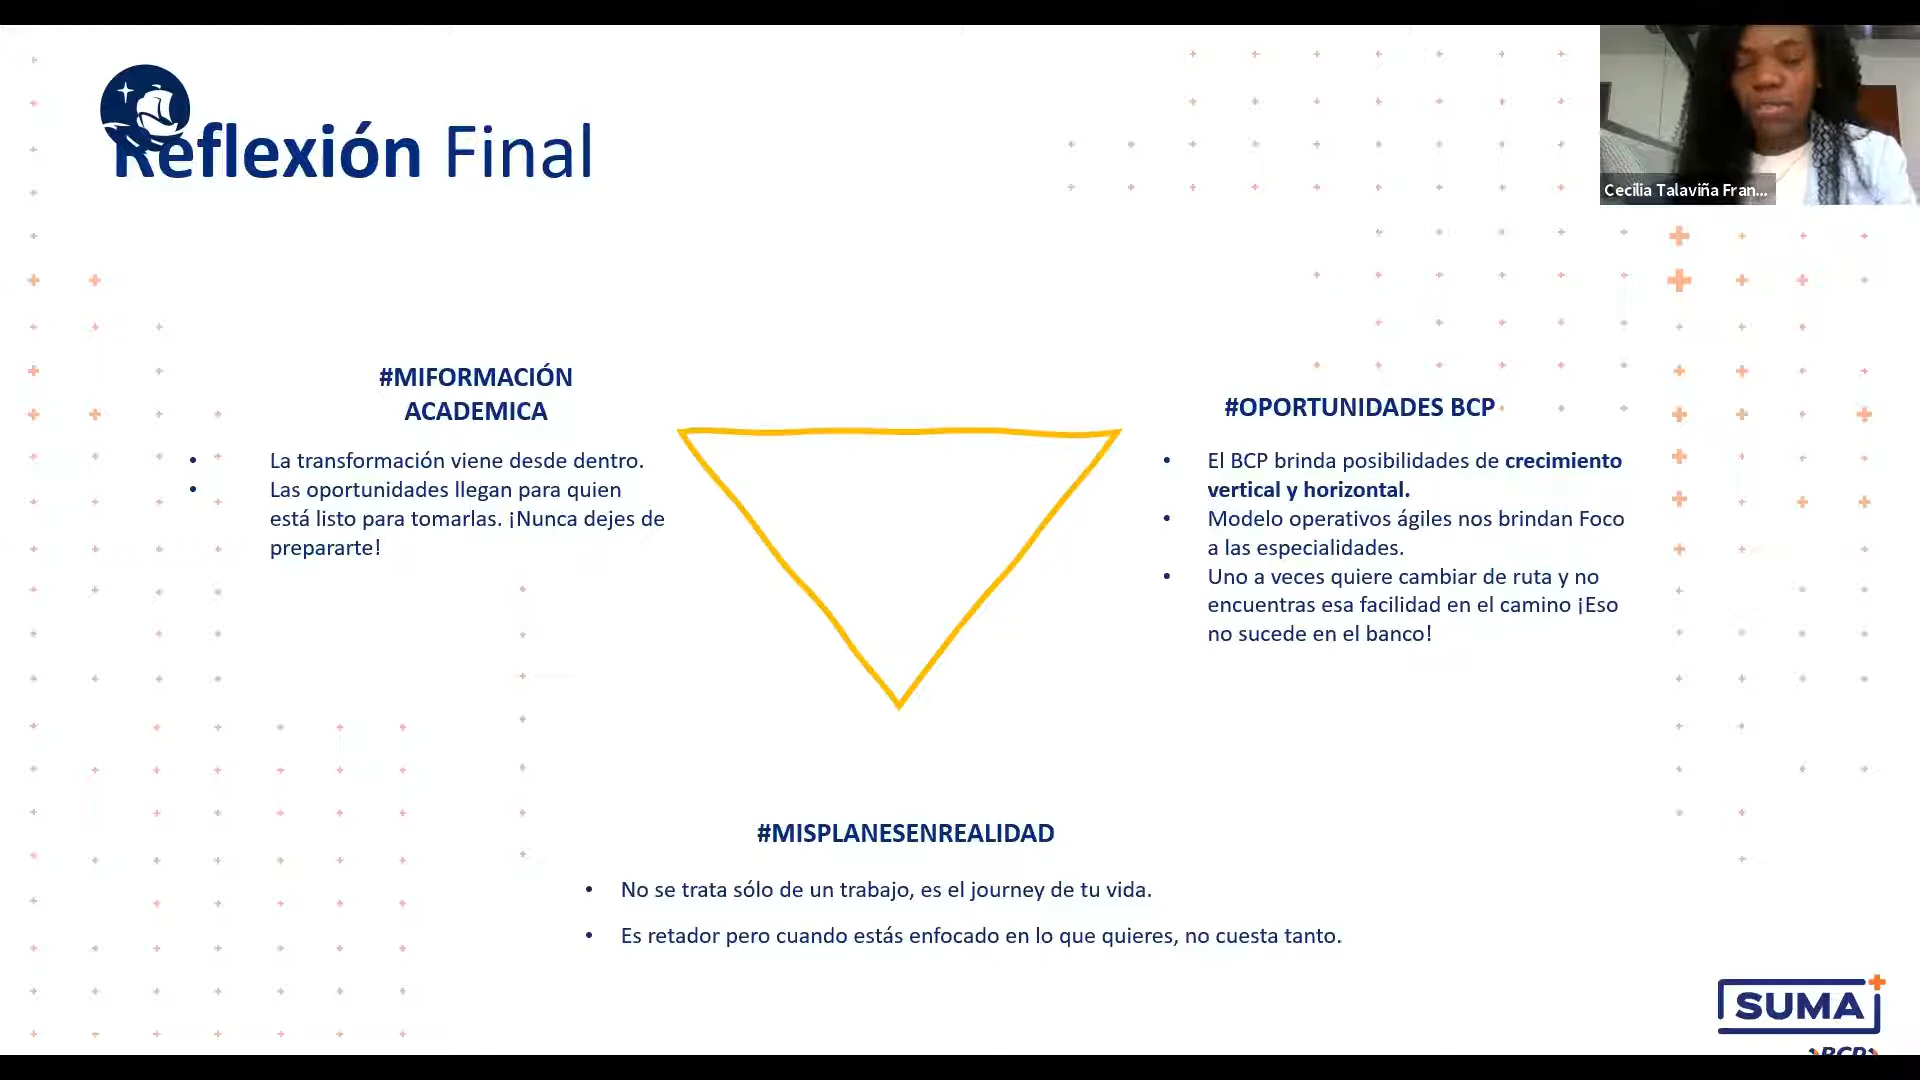 Reflexión Final
Cecilia Talaviña Fran...
#MIFORMACIÓN
ACADEMICA
• La transformación viene desde dentro.
• Las oportunidades llegan para quien
está listo para tomarlas. ¡Nunca dejes de
prepararte!
#OPORTUNIDADES BCP
• El BCP brinda posibilidades de crecimiento
vertical y horizontal.
• Modelo operativos ágiles nos brindan Foco
a las especialidades.
• Uno a veces quiere cambiar de ruta y no
encuentras esa facilidad en el camino ¡Eso
no sucede en el banco!
#MISPLANESENREALIDAD
• No se trata sólo de un trabajo, es el journey de tu vida.
• Es retador pero cuando estás enfocado en lo que quieres, no cuesta tanto.
SUMA
BCP